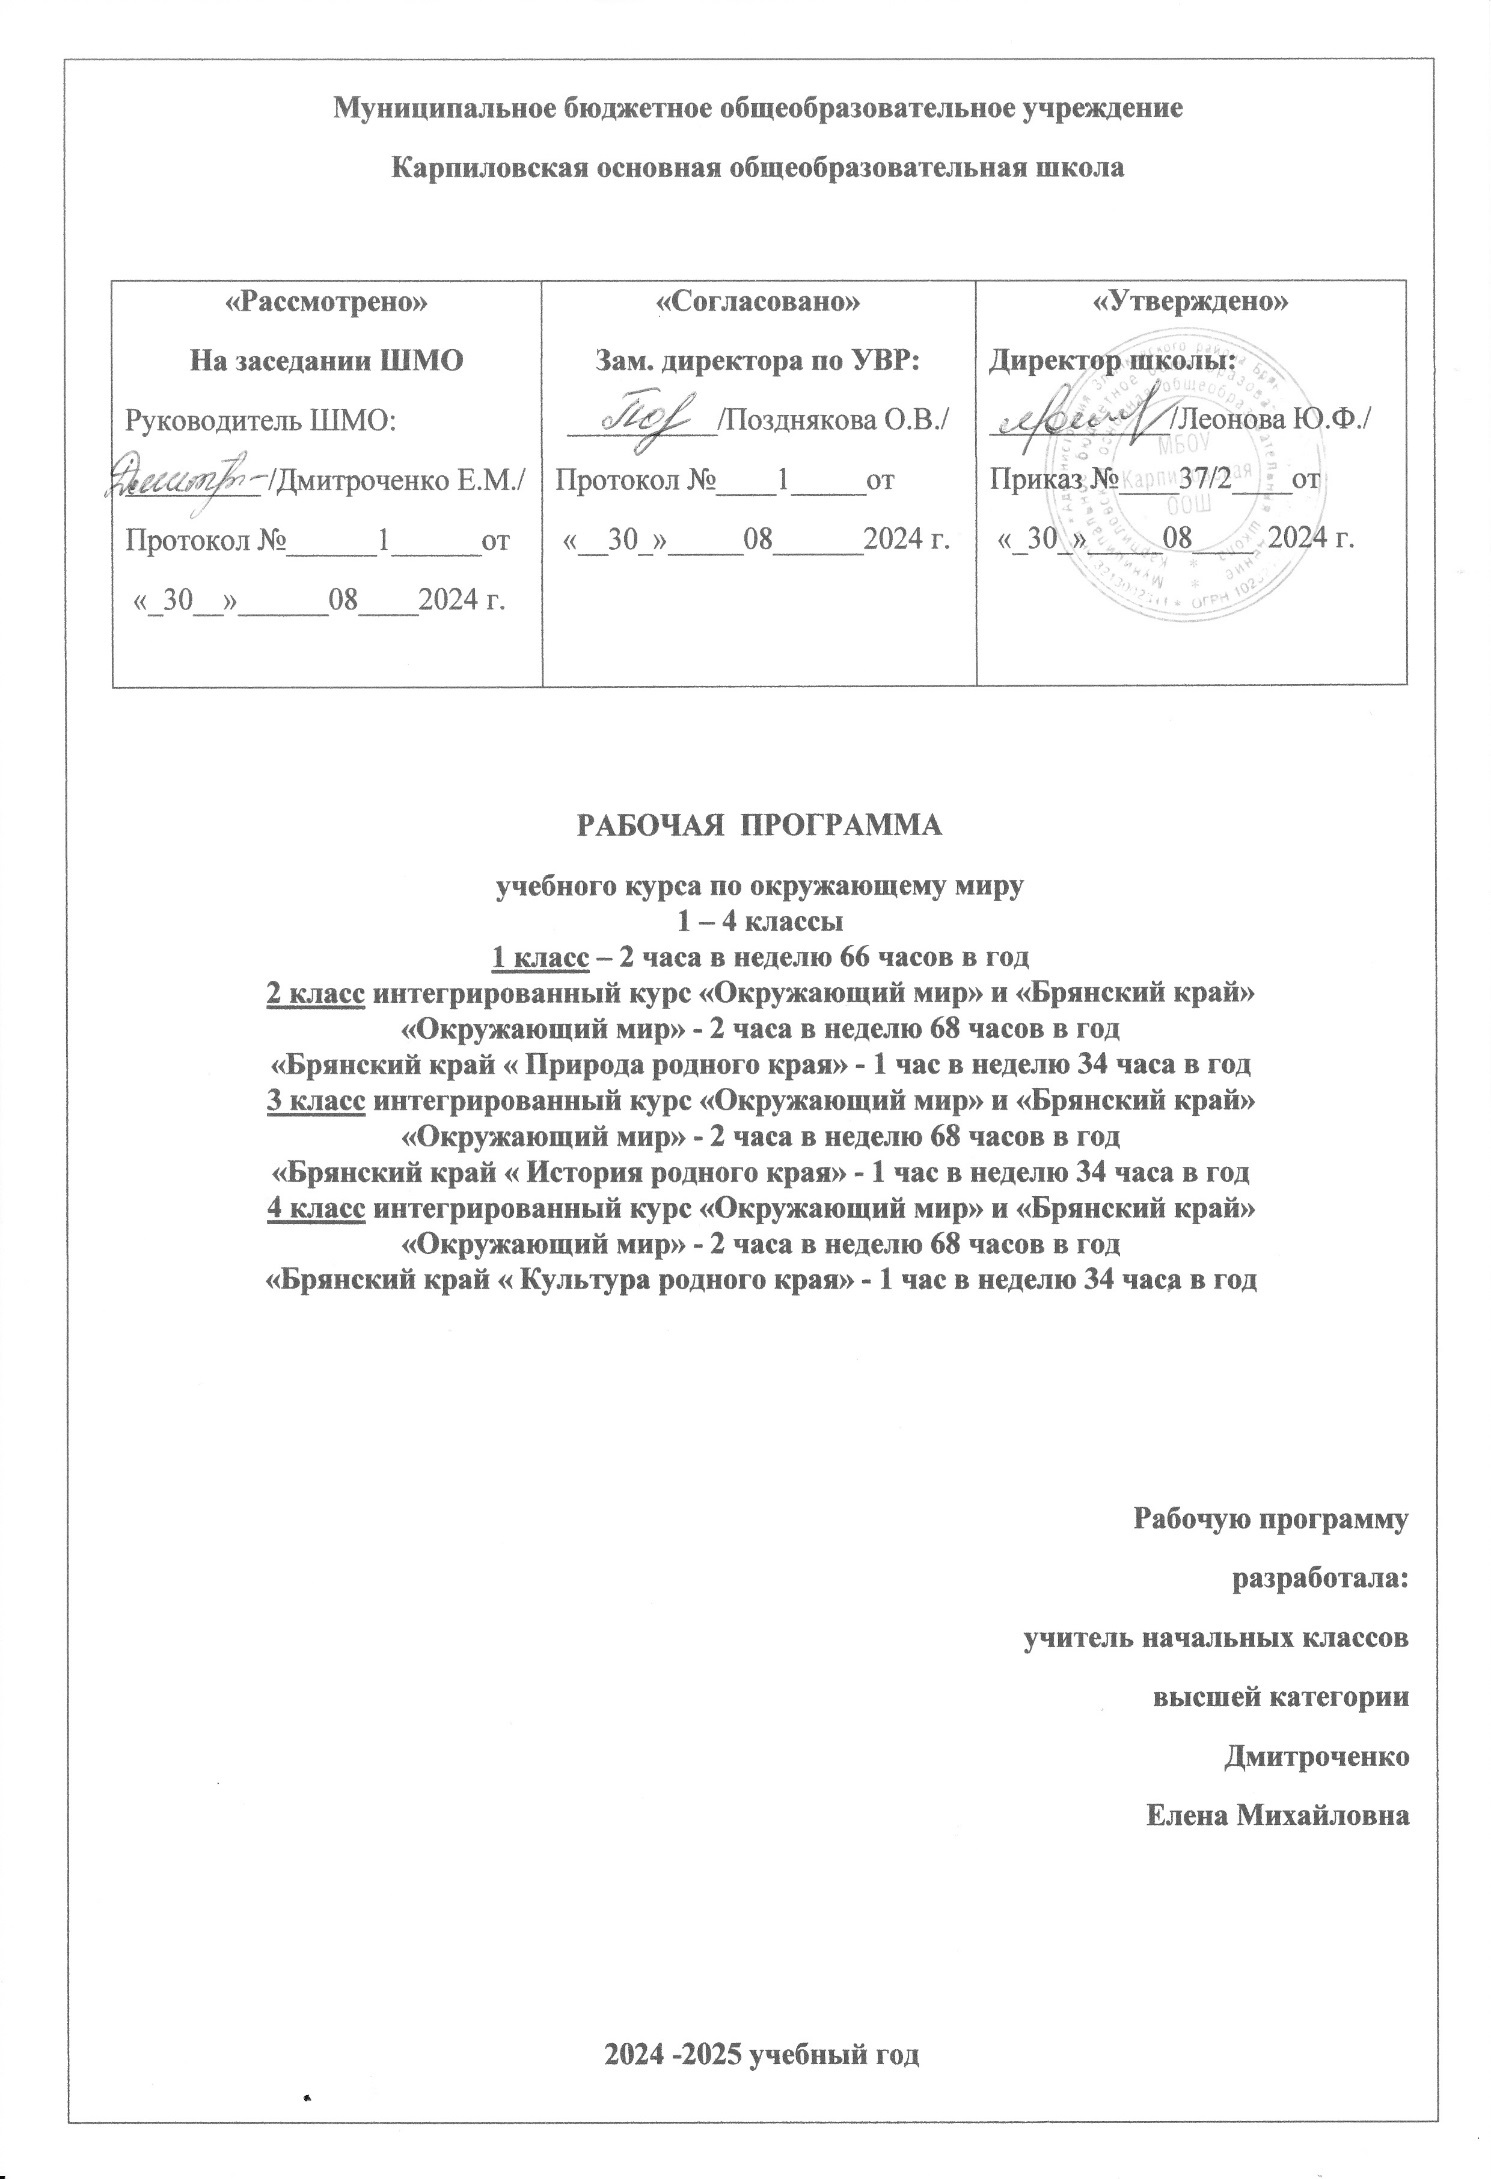 Муниципальное бюджетное общеобразовательное учреждение
Карпиловская основная общеобразовательная школа
«Рассмотрено»
На заседании ШМО
Руководитель ШМО:
_________/Дмитроченко Е.М./
Протокол №______1______от
«_30__»______08____2024 г.
«Согласовано»
Зам. директора по УВР:
__________/Позднякова О.В./
Протокол №____1_____от
«__30_»_____08______2024 г.
«Утверждено»
Директор школы:
____________/Леонова Ю.Ф./
Приказ №____37/2____от
«_30_»_____08____ 2024 г.
МБОУ
Карпиловская
ООШ
РАБОЧАЯ ПРОГРАММА
учебного курса по окружающему миру
1 – 4 классы
1 класс – 2 часа в неделю 66 часов в год
2 класс интегрированный курс «Окружающий мир» и «Брянский край»
«Окружающий мир» - 2 часа в неделю 68 часов в год
«Брянский край « Природа родного края» - 1 час в неделю 34 часа в год
3 класс интегрированный курс «Окружающий мир» и «Брянский край»
«Окружающий мир» - 2 часа в неделю 68 часов в год
«Брянский край « История родного края» - 1 час в неделю 34 часа в год
4 класс интегрированный курс «Окружающий мир» и «Брянский край»
«Окружающий мир» - 2 часа в неделю 68 часов в год
«Брянский край « Культура родного края» - 1 час в неделю 34 часа в год
Рабочую программу
разработала:
учитель начальных классов
высшей категории
Дмитроченко
Елена Михайловна
2024 -2025 учебный год